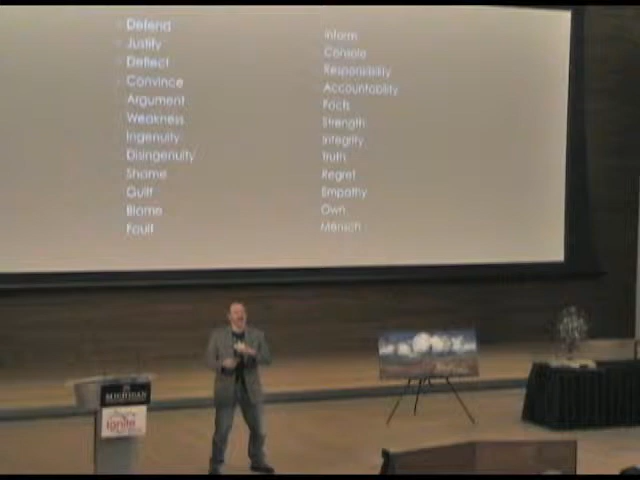 Defend
Justify
Deflect
Convince
Argument
Weakness
Ingenuity
Disingenuity
Shame
Guilt
Blame
Fault
Inform
Console
Responsibility
Accountability
Facts
Strength
Integrity
Truth
Regret
Empathy
Own
Mensch
MICHIGAN
ignite